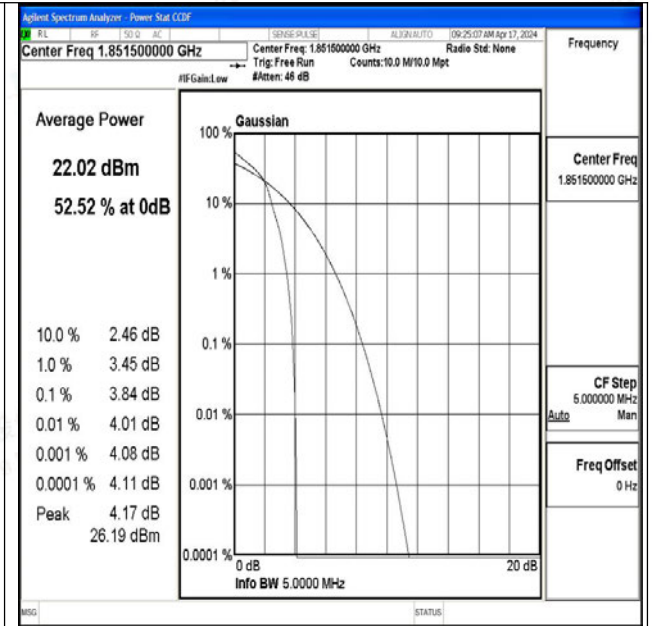 Agilent Spectrum Analyzer - Power Stat CCDF
RL RF 50 Ω AC SENSE:PULSE ALIGN AUTO 09:25:07 AM Apr 17, 2024
Center Freq 1.851500000 GHz
Center Freq: 1.851500000 GHz Radio Std: None
Trig: Free Run Counts:10.0 M/10.0 Mpt
#IFGain:Low #Atten: 46 dB
Frequency
Average Power
22.02 dBm
52.52 % at 0dB
10.0 % 2.46 dB
1.0 % 3.45 dB
0.1 % 3.84 dB
0.01 % 4.01 dB
0.001 % 4.08 dB
0.0001 % 4.11 dB
Peak 4.17 dB
26.19 dBm
Gaussian
100 %
10 %
1 %
0.1 %
0.01 %
0.001 %
0.0001 %
0 dB 20 dB
Info BW 5.0000 MHz
Center Freq
1.851500000 GHz
CF Step
5.000000 MHz
Auto Man
Freq Offset
0 Hz
MSG STATUS